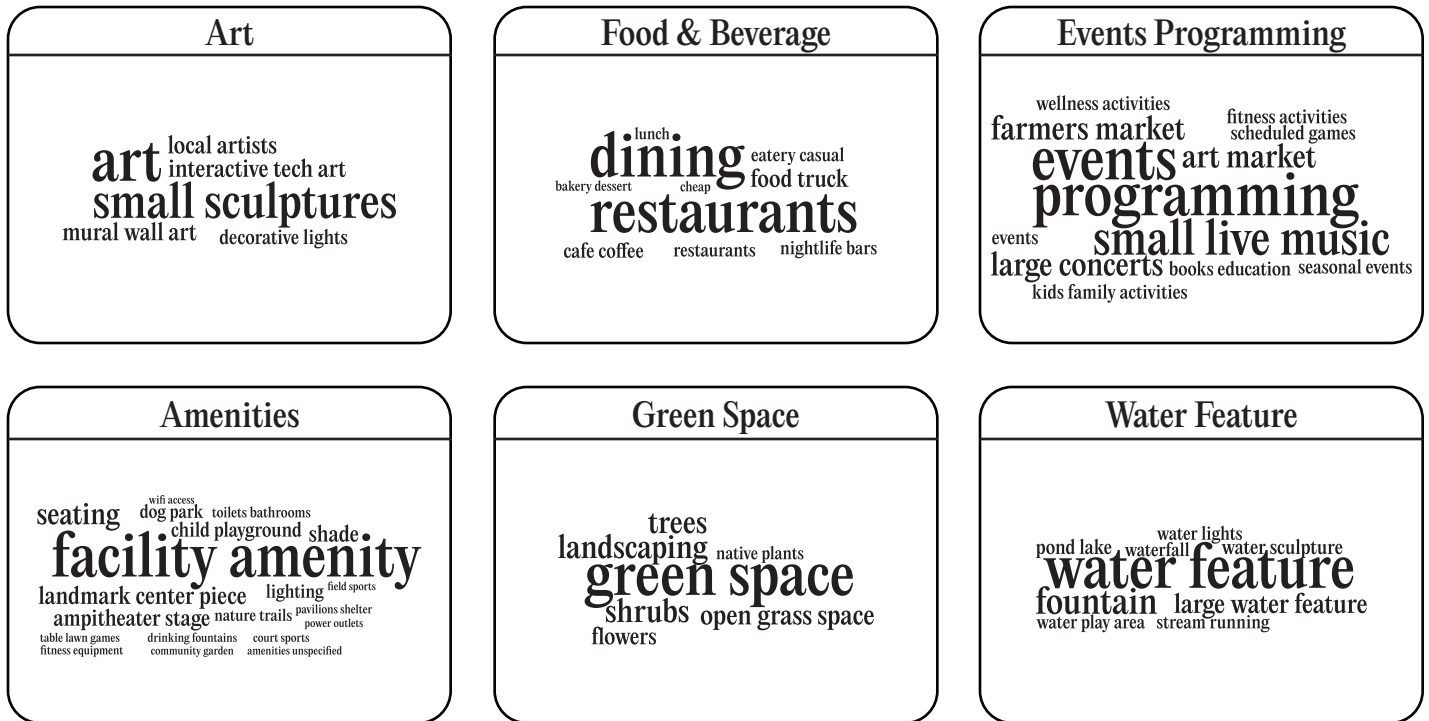 Art
local artists
art
interactive tech art
small sculptures
mural wall art
decorative lights
Food & Beverage
lunch
dining
eatery casual
food truck
bakery dessert
cheap
restaurants
cafe coffee
restaurants
nightlife bars
Events Programming
wellness activities
fitness activities
farmers market
scheduled games
events
art market
programming
events
small live music
large concerts
books education
seasonal events
kids family activities
Amenities
wifi access
seating
dog park
toilets bathrooms
child playground
shade
facility amenity
landmark center piece
lighting
field sports
ampitheater stage
nature trails
pavilions shelter
power outlets
table lawn games
drinking fountains
court sports
fitness equipment
community garden
amenities unspecified
Green Space
trees
landscaping
native plants
green space
shrubs
open grass space
flowers
Water Feature
water lights
pond lake
waterfall
water sculpture
water feature
fountain
large water feature
water play area
stream running